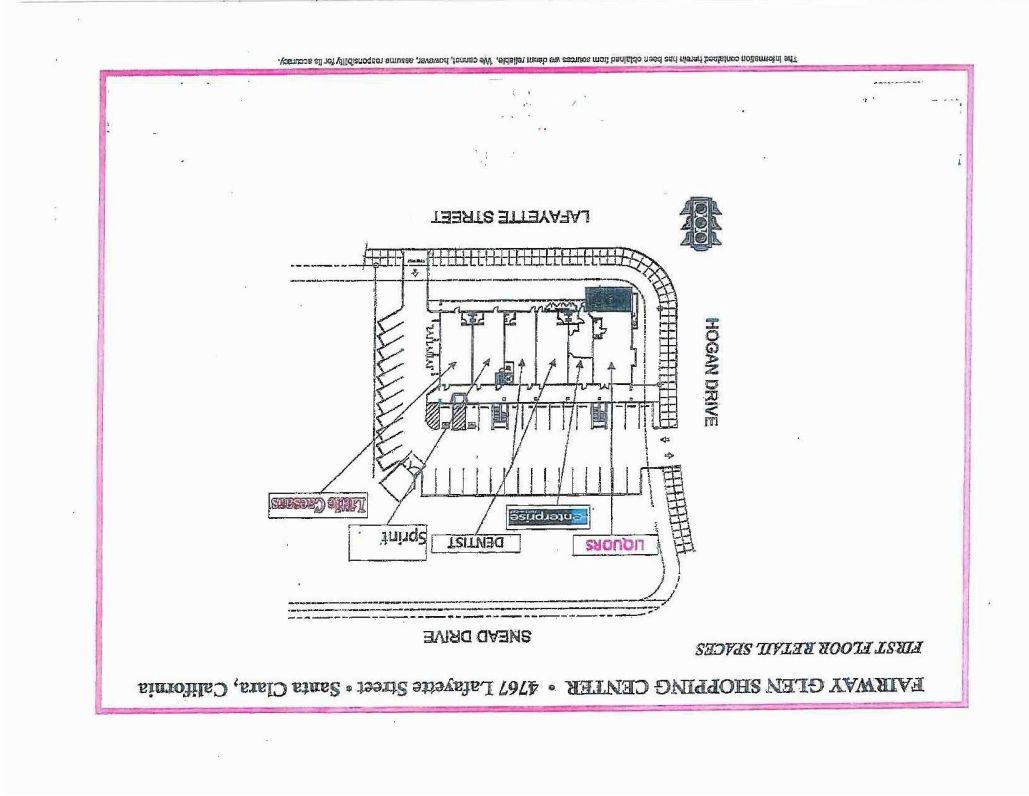 FAIRWAY GLEN SHOPPING CENTER • 4767 Lafayette Street • Santa Clara, California
FIRST FLOOR RETAIL SPACES
SNEAD DRIVE
LIQUORS
DENTIST
Sprint
enterprise
Little Caesars
HOGAN DRIVE
LAFAYETTE STREET
The information contained herein has been obtained from sources we deem reliable. We cannot, however, assume responsibility for its accuracy.